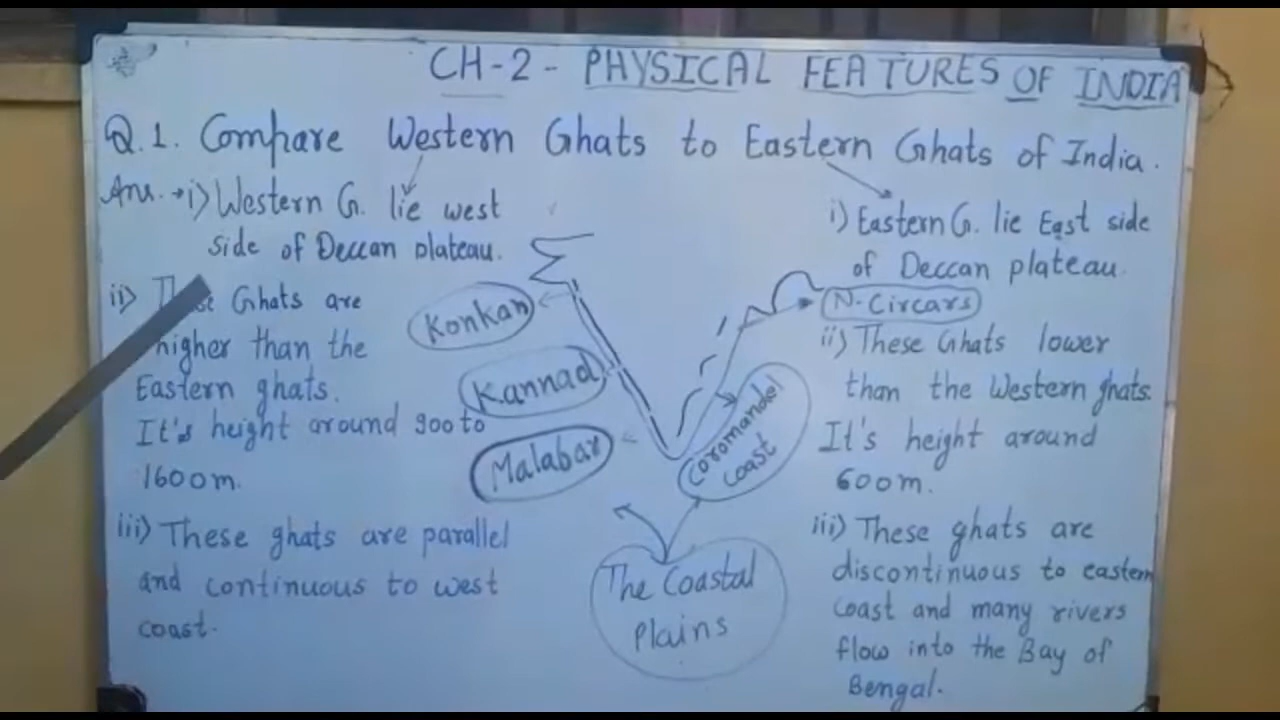 CH-2 - PHYSICAL FEATURES OF INDIA
Q.1. Compare Western Ghats to Eastern Ghats of India.
Ans. → i) Western G. lie west
side of Deccan plateau.
ii) Ghats are
higher than the
Eastern ghats.
It's height around 900 to
1600m.
iii) These ghats are parallel
and continuous to west
coast.
Konkan
Kannad
Malabar
Coromandel
coast
The Coastal
Plains
i) Eastern G. lie East side
of Deccan plateau.
N-Circars
ii) These Ghats lower
than the Western ghats.
It's height around
600m.
iii) These ghats are
discontinuous to eastern
coast and many rivers
flow into the Bay of
Bengal.